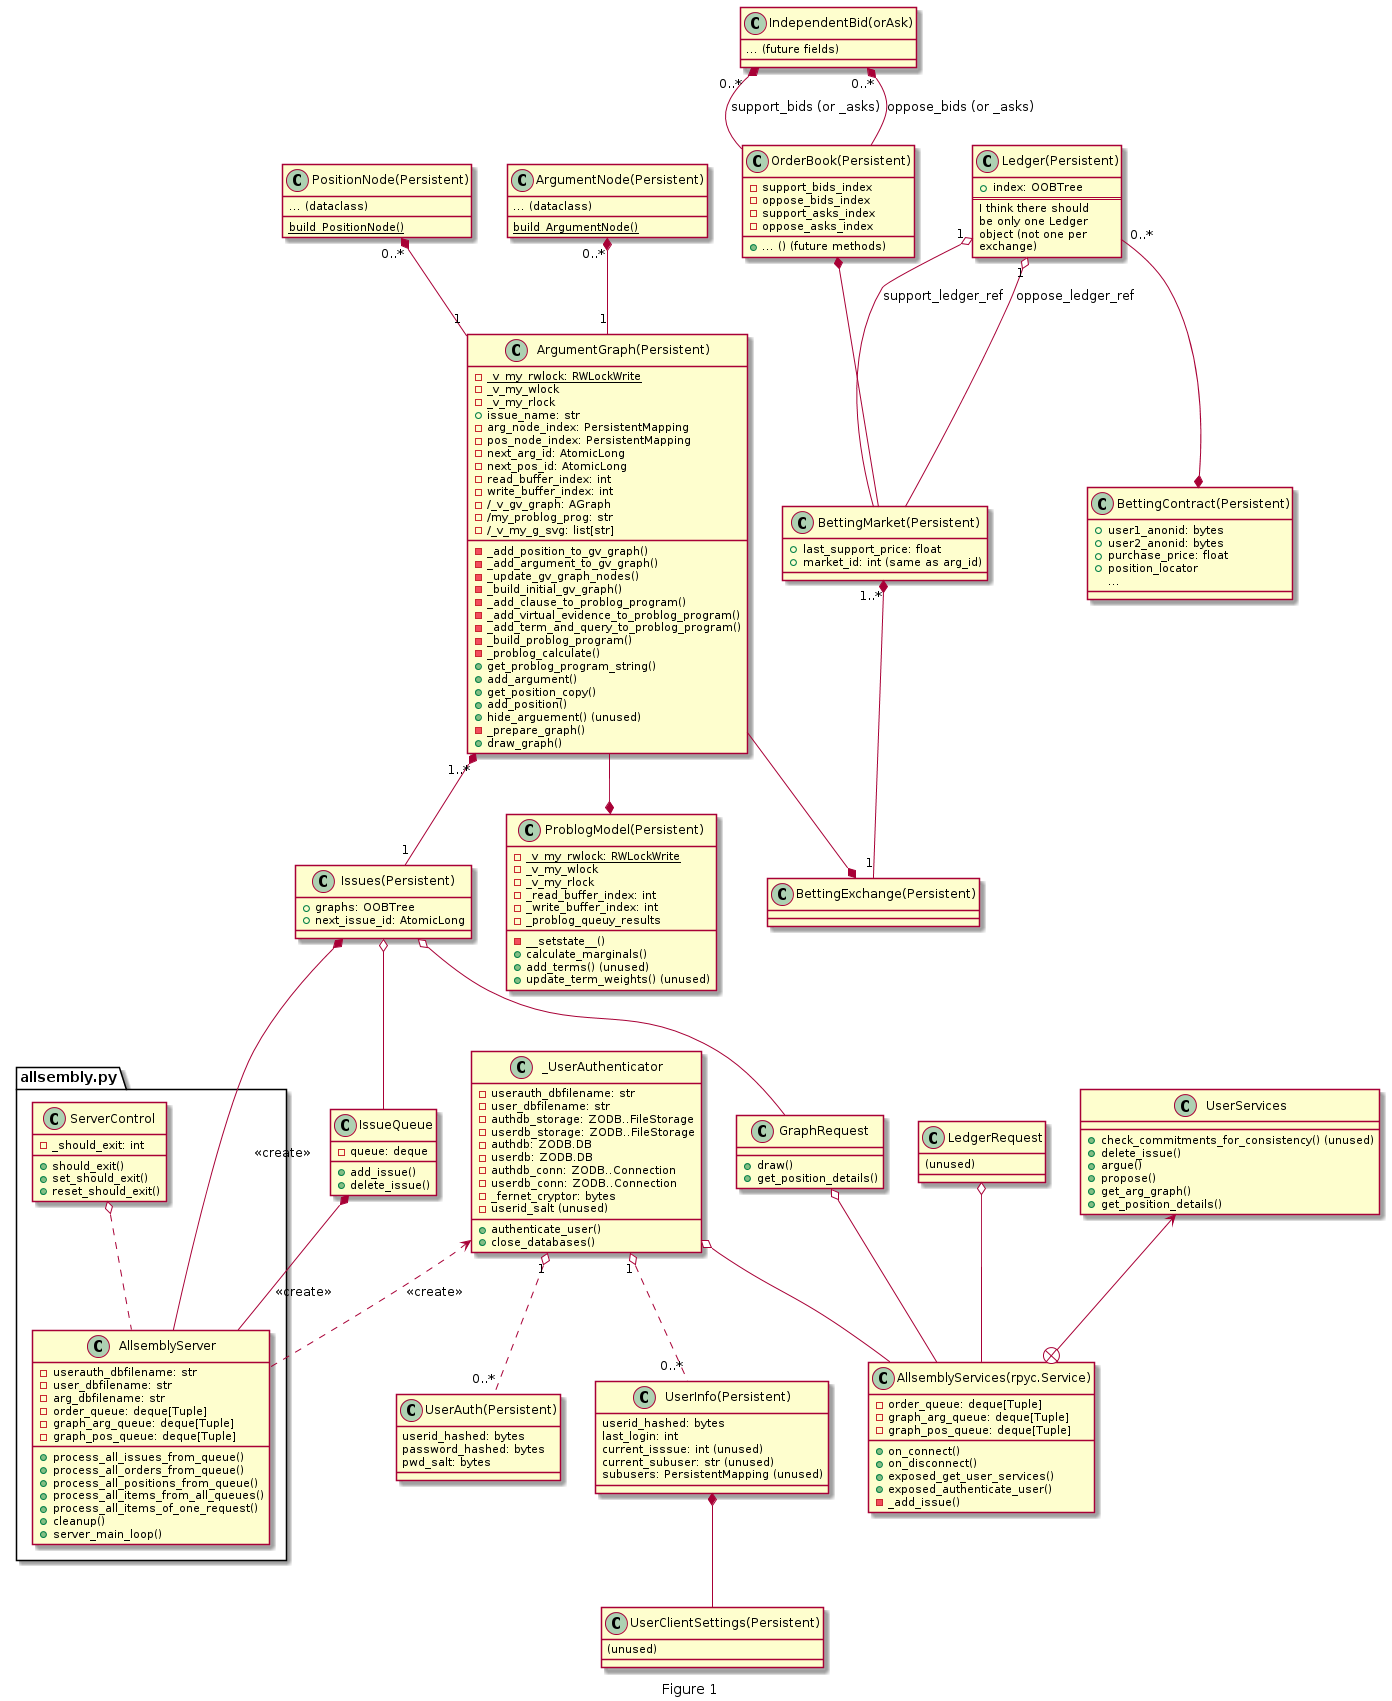 IndependentBid(orAsk)
... (future fields)
0..*
0..*
support_bids (or _asks)
oppose_bids (or _asks)
OrderBook(Persistent)
support_bids_index
oppose_bids_index
support_asks_index
oppose_asks_index
... () (future methods)
Ledger(Persistent)
index: OOBTree
I think there should
be only one Ledger
object (not one per
exchange)
1
1
0..*
support_ledger_ref
oppose_ledger_ref
PositionNode(Persistent)
... (dataclass)
build_PositionNode()
0..*
1
ArgumentNode(Persistent)
... (dataclass)
build_ArgumentNode()
0..*
1
ArgumentGraph(Persistent)
_v_my_rwlock: RWLockWrite
_v_my_wlock
_v_my_rlock
issue_name: str
arg_node_index: PersistentMapping
pos_node_index: PersistentMapping
next_arg_id: AtomicLong
next_pos_id: AtomicLong
read_buffer_index: int
write_buffer_index: int
/_v_gv_graph: AGraph
/my_problog_prog: str
/_v_my_g_svg: list[str]
_add_position_to_gv_graph()
_add_argument_to_gv_graph()
_update_gv_graph_nodes()
_build_initial_gv_graph()
_add_clause_to_problog_program()
_add_virtual_evidence_to_problog_program()
_add_term_and_query_to_problog_program()
_build_problog_program()
_problog_calculate()
get_problog_program_string()
add_argument()
get_position_copy()
add_position()
hide_arguement() (unused)
_prepare_graph()
draw_graph()
1..*
1
BettingMarket(Persistent)
last_support_price: float
market_id: int (same as arg_id)
1..*
1
BettingContract(Persistent)
user1_anonid: bytes
user2_anonid: bytes
purchase_price: float
position_locator
...
ProblogModel(Persistent)
_v_my_rwlock: RWLockWrite
_v_my_wlock
_v_my_rlock
_read_buffer_index: int
_write_buffer_index: int
_problog_queuy_results
__setstate__()
calculate_marginals()
add_terms() (unused)
update_term_weights() (unused)
BettingExchange(Persistent)
Issues(Persistent)
graphs: OOBTree
next_issue_id: AtomicLong
allsembly.py
ServerControl
_should_exit: int
should_exit()
set_should_exit()
reset_should_exit()
«create»
IssueQueue
queue: deque
add_issue()
delete_issue()
«create»
_UserAuthenticator
userauth_dbfilename: str
user_dbfilename: str
authdb_storage: ZODB..FileStorage
userdb_storage: ZODB..FileStorage
authdb: ZODB.DB
userdb: ZODB.DB
authdb_conn: ZODB..Connection
userdb_conn: ZODB..Connection
_fernet_cryptor: bytes
userid_salt (unused)
authenticate_user()
close_databases()
1
1
«create»
0..*
0..*
GraphRequest
draw()
get_position_details()
LedgerRequest
(unused)
UserServices
check_commitments_for_consistency() (unused)
delete_issue()
argue()
propose()
get_arg_graph()
get_position_details()
AllsemblyServer
userauth_dbfilename: str
user_dbfilename: str
arg_dbfilename: str
order_queue: deque[Tuple]
graph_arg_queue: deque[Tuple]
graph_pos_queue: deque[Tuple]
process_all_issues_from_queue()
process_all_orders_from_queue()
process_all_positions_from_queue()
process_all_items_from_all_queues()
process_all_items_of_one_request()
cleanup()
server_main_loop()
UserAuth(Persistent)
userid_hashed: bytes
password_hashed: bytes
pwd_salt: bytes
UserInfo(Persistent)
userid_hashed: bytes
last_login: int
current_isssue: int (unused)
current_subuser: str (unused)
subusers: PersistentMapping (unused)
AllsemblyServices(rpyc.Service)
order_queue: deque[Tuple]
graph_arg_queue: deque[Tuple]
graph_pos_queue: deque[Tuple]
on_connect()
on_disconnect()
exposed_get_user_services()
exposed_authenticate_user()
_add_issue()
UserClientSettings(Persistent)
(unused)
Figure 1